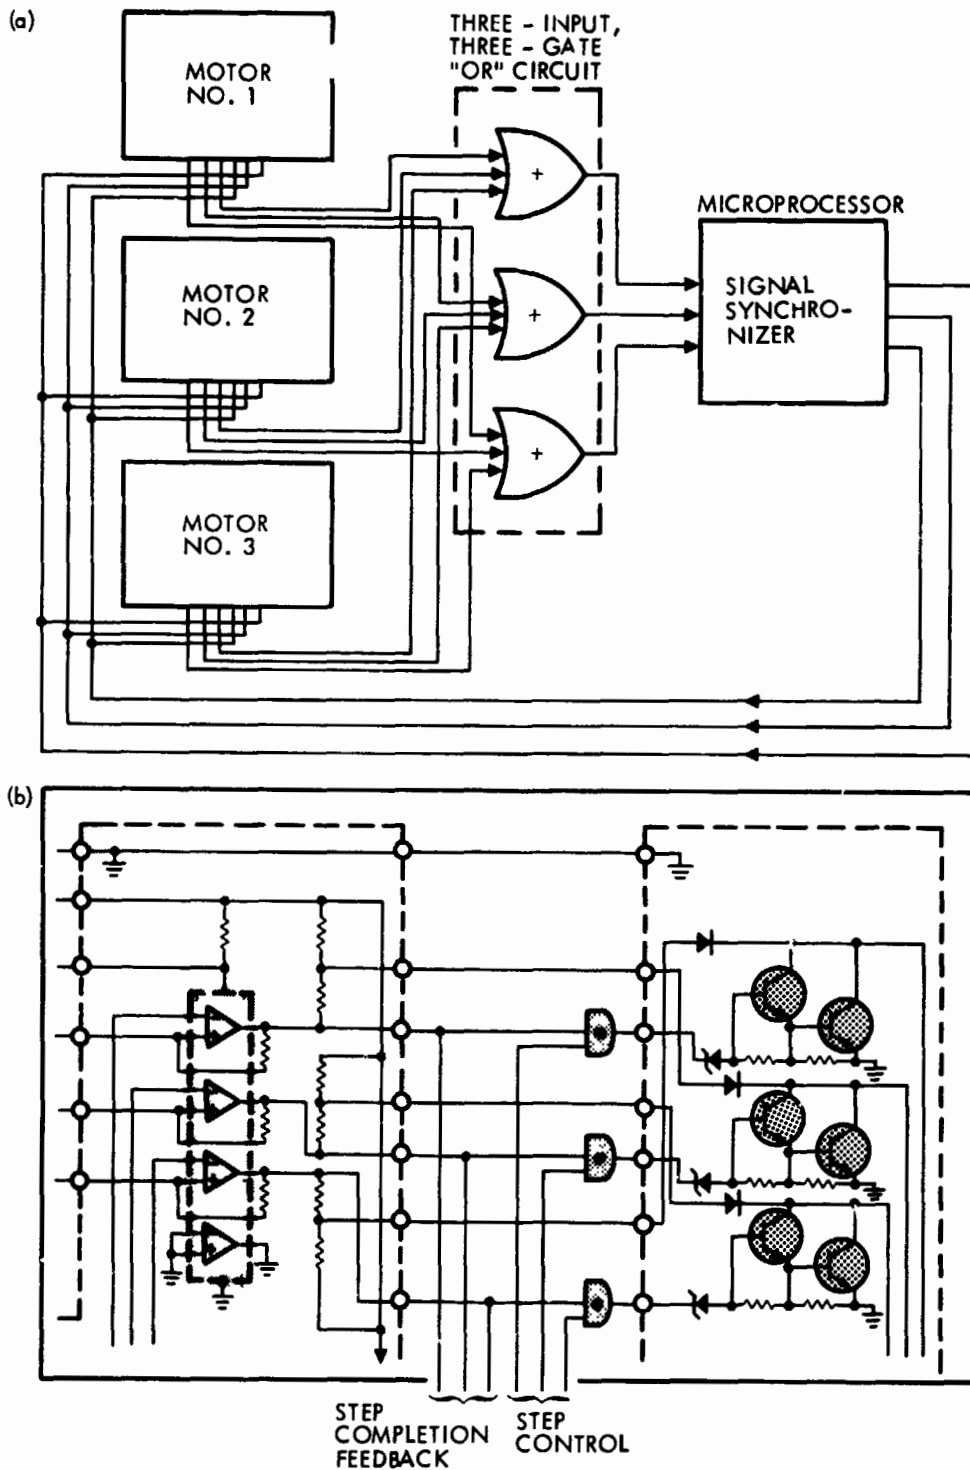 (a)
MOTOR
NO. 1
THREE - INPUT,
THREE - GATE
"OR" CIRCUIT
+
MICROPROCESSOR
MOTOR
NO. 2
+
SIGNAL
SYNCHRO-
NIZER
+
MOTOR
NO. 3
(b)
STEP
COMPLETION
FEEDBACK
STEP
CONTROL